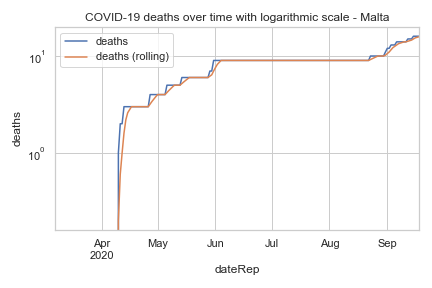 COVID-19 deaths over time with logarithmic scale - Malta
deaths
deaths (rolling)
10¹
10⁰
deaths
Apr May Jun Jul Aug Sep
2020
dateRep